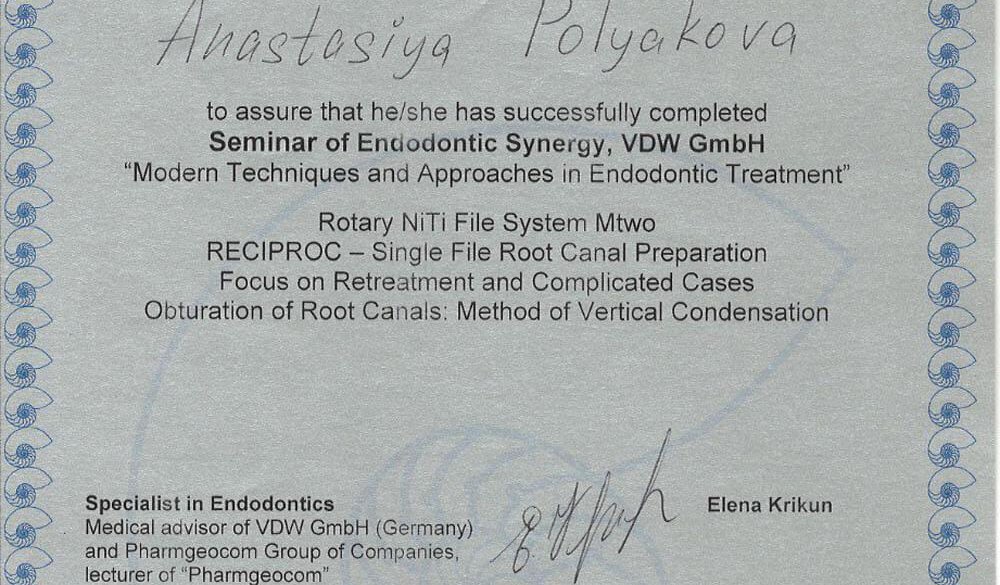 Anastasiya Polyakova
to assure that he/she has successfully completed
Seminar of Endodontic Synergy, VDW GmbH
“Modern Techniques and Approaches in Endodontic Treatment”
Rotary NiTi File System Mtwo
RECIPROC – Single File Root Canal Preparation
Focus on Retreatment and Complicated Cases
Obturation of Root Canals: Method of Vertical Condensation
Specialist in Endodontics
Medical advisor of VDW GmbH (Germany)
and Pharmgeocom Group of Companies,
lecturer of “Pharmgeocom”
Elena Krikun